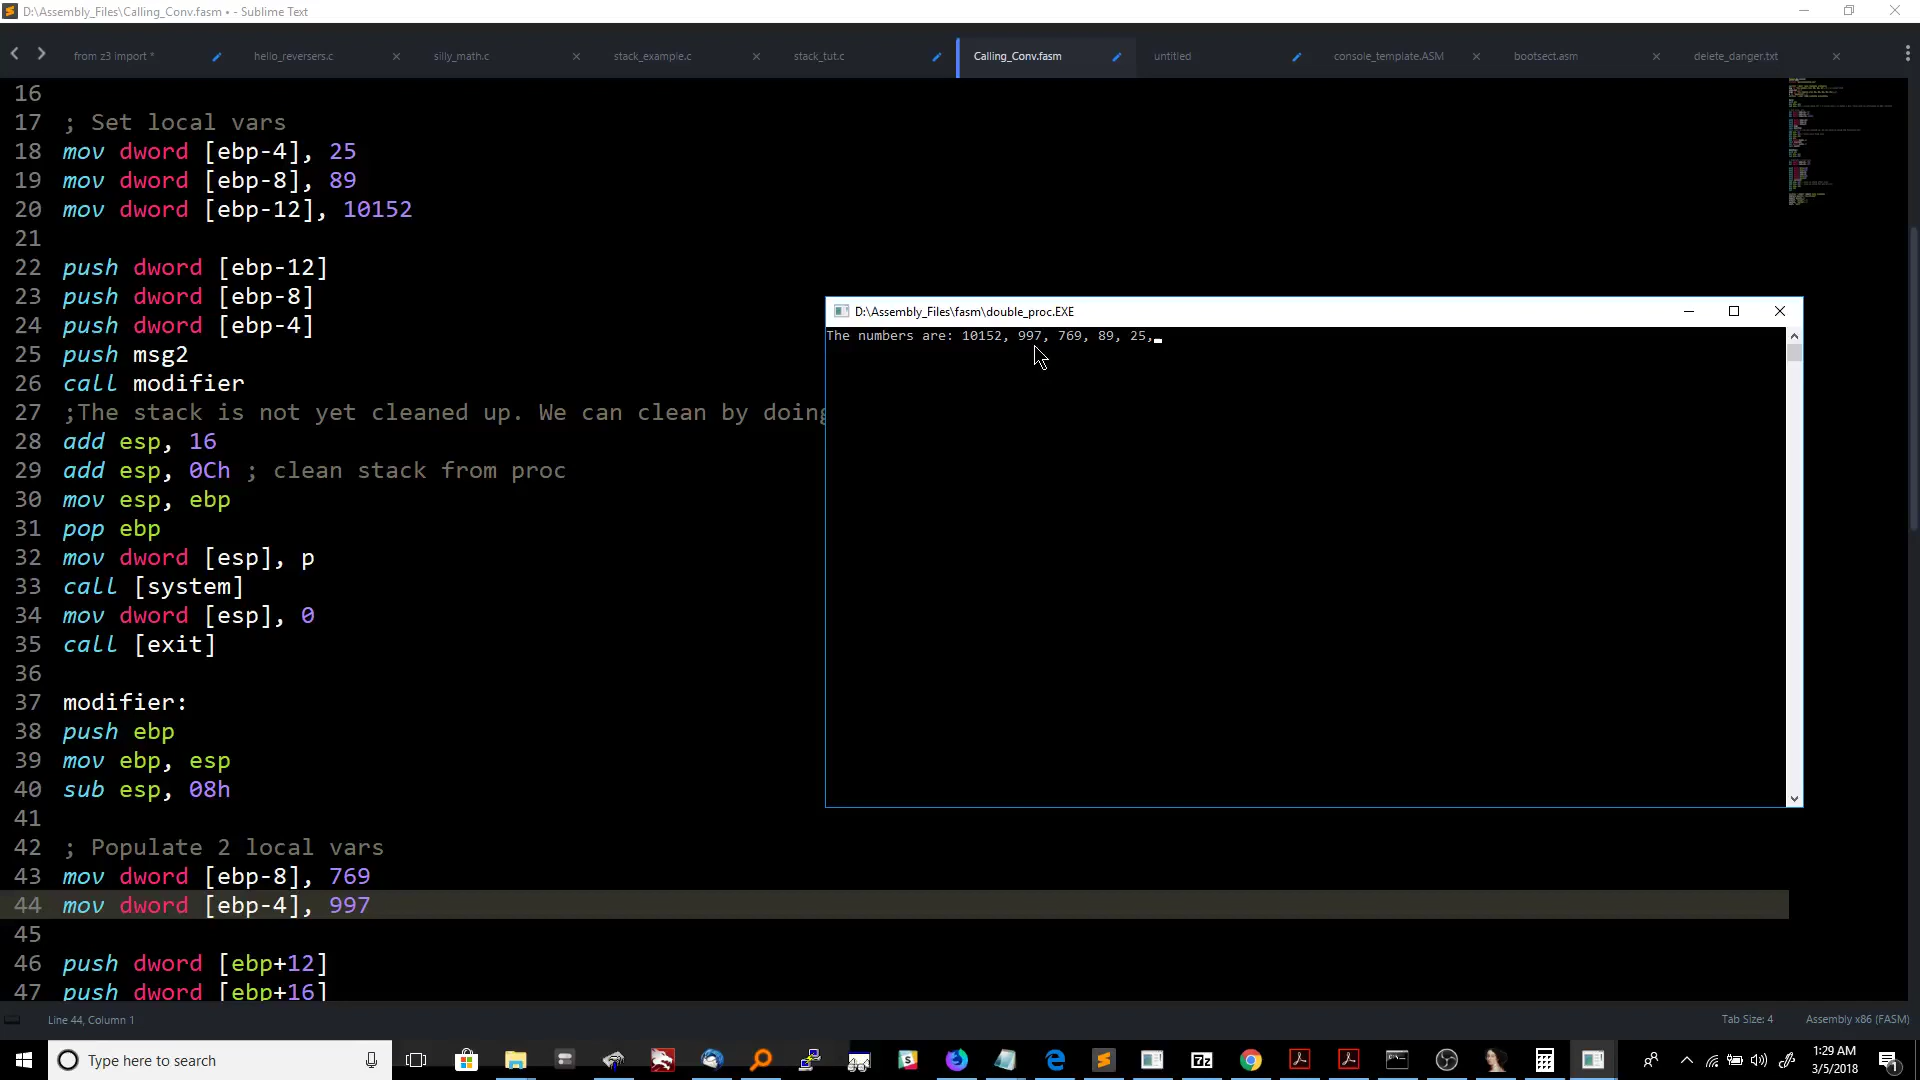 D:\Assembly_Files\Calling_Conv.fasm • - Sublime Text
from z3 import * hello_reversers.c silly_math.c stack_example.c stack_tut.c Calling_Conv.fasm untitled console_template.ASM bootsect.asm delete_danger.txt
16
17 ; Set local vars
18 mov dword [ebp-4], 25
19 mov dword [ebp-8], 89
20 mov dword [ebp-12], 10152
21
22 push dword [ebp-12]
23 push dword [ebp-8]
24 push dword [ebp-4]
25 push msg2
26 call modifier
27 ;The stack is not yet cleaned up. We can clean by doing
28 add esp, 16
29 add esp, 0Ch ; clean stack from proc
30 mov esp, ebp
31 pop ebp
32 mov dword [esp], p
33 call [system]
34 mov dword [esp], 0
35 call [exit]
36
37 modifier:
38 push ebp
39 mov ebp, esp
40 sub esp, 08h
41
42 ; Populate 2 local vars
43 mov dword [ebp-8], 769
44 mov dword [ebp-4], 997
45
46 push dword [ebp+12]
47 push dword [ebp+16]
D:\Assembly_Files\fasm\double_proc.EXE
The numbers are: 10152, 997, 769, 89, 25,
Line 44, Column 1
Tab Size: 4 Assembly x86 (FASM)
Type here to search
1:29 AM
3/5/2018